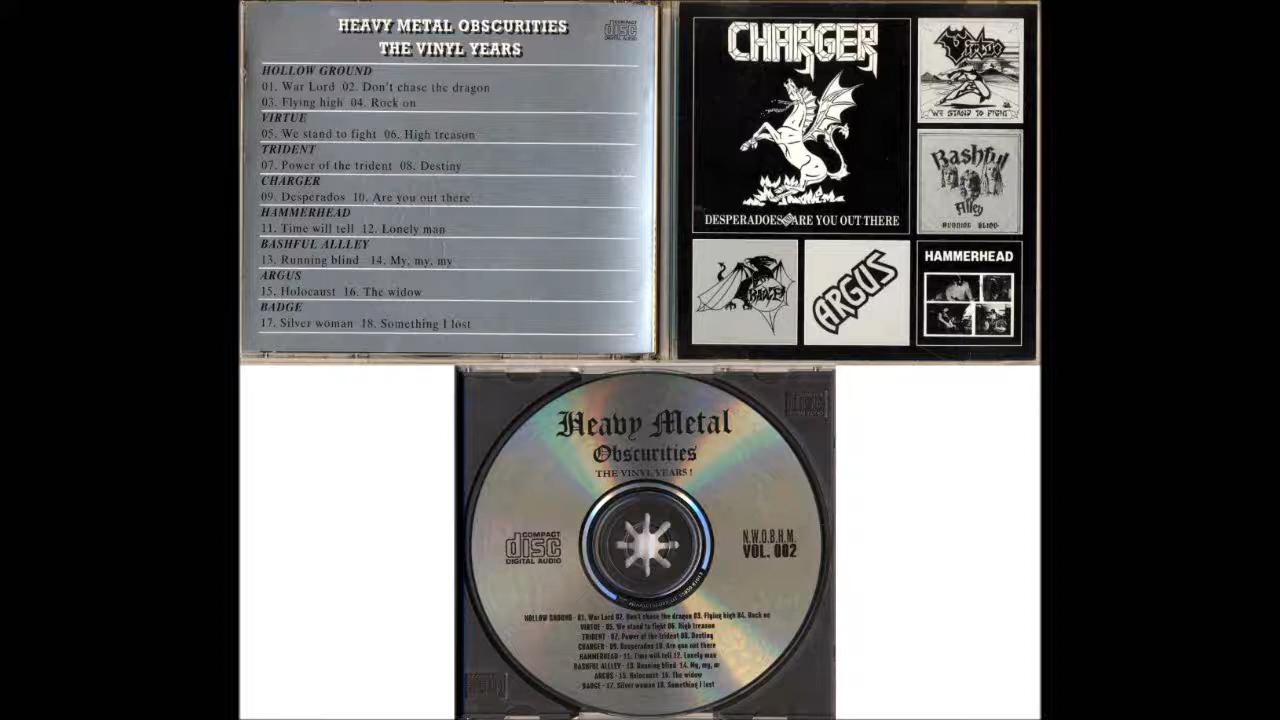 HEAVY METAL OBSCURITIES
THE VINYL YEARS
COMPACT
disc
DIGITAL AUDIO
HOLLOW GROUND
01. War Lord 02. Don't chase the dragon
03. Flying high 04. Rock on
VIRTUE
05. We stand to fight 06. High treason
TRIDENT
07. Power of the trident 08. Destiny
CHARGER
09. Desperados 10. Are you out there
HAMMERHEAD
11. Time will tell 12. Lonely man
BASHFUL ALLLEY
13. Running blind 14. My, my, my
ARGUS
15. Holocaust 16. The widow
BADGE
17. Silver woman 18. Something I lost
CHARGER
DESPERADOES ARE YOU OUT THERE
Virtue
WE STAND TO FIGHT
Bashful
Alley
RUNNING BLIND
BADGE
ARGUS
HAMMERHEAD
Heavy Metal
Obscurities
THE VINYL YEARS !
COMPACT
disc
DIGITAL AUDIO
N.W.O.B.H.M.
VOL. 002
HOLLOW GROUND - 01. War Lord 02. Don't chase the dragon 03. Flying high 04. Rock on
VIRTUE - 05. We stand to fight 06. High treason
TRIDENT - 07. Power of the trident 08. Destiny
CHARGER - 09. Desperados 10. Are you out there
HAMMERHEAD - 11. Time will tell 12. Lonely man
BASHFUL ALLLEY - 13. Running blind 14. My, my, m
ARGUS - 15. Holocaust 16. The widow
BADGE - 17. Silver woman 18. Something I lost